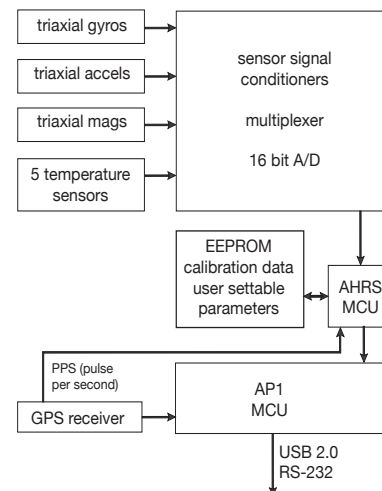 triaxial gyros
triaxial accels
triaxial mags
5 temperature
sensors
sensor signal
conditioners
multiplexer
16 bit A/D
EEPROM
calibration data
user settable
parameters
AHRS
MCU
PPS (pulse
per second)
GPS receiver
AP1
MCU
USB 2.0
RS-232